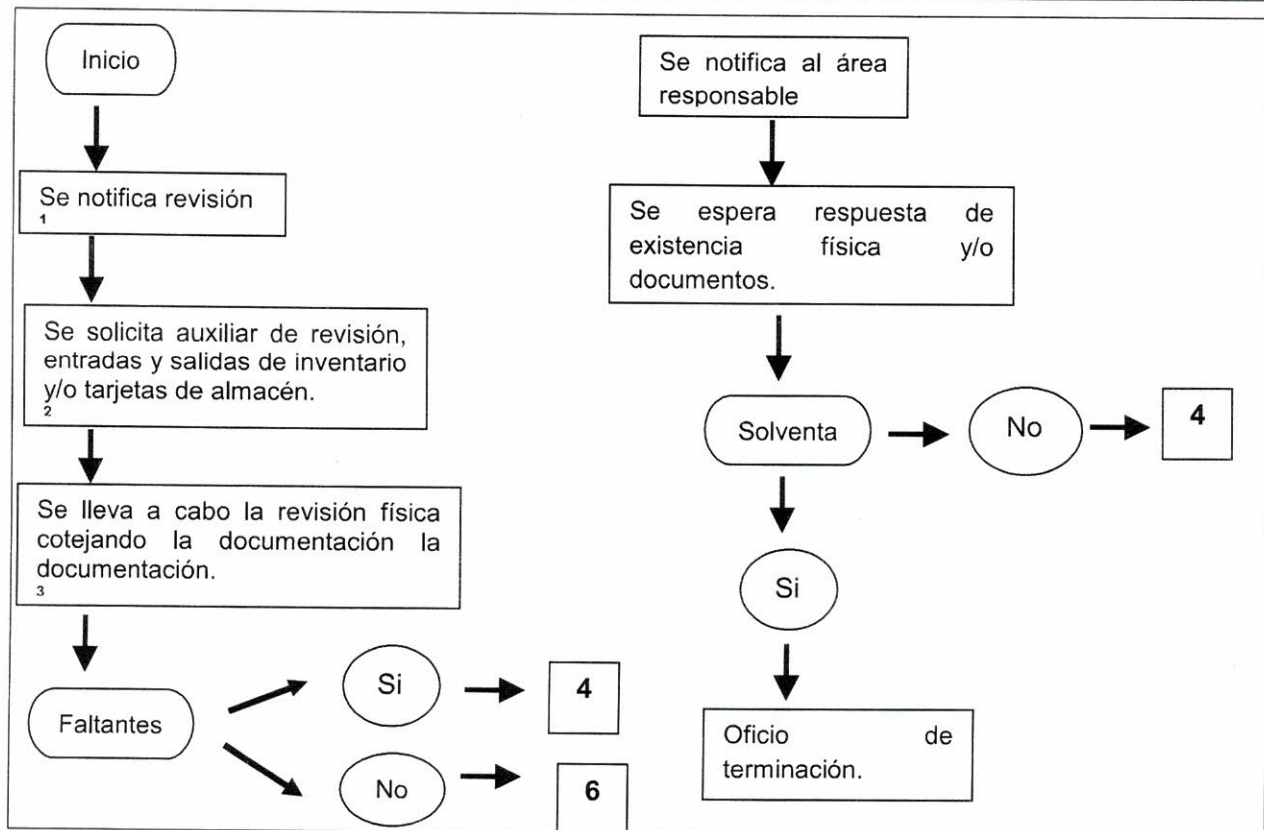 Inicio
Se notifica revisión
1
Se solicita auxiliar de revisión,
entradas y salidas de inventario
y/o tarjetas de almacén.
2
Se lleva a cabo la revisión física
cotejando la documentación la
documentación.
3
Faltantes
Si
4
No
6
Se notifica al área
responsable
Se espera respuesta de
existencia física y/o
documentos.
Solventa
No
4
Si
Oficio de
terminación.